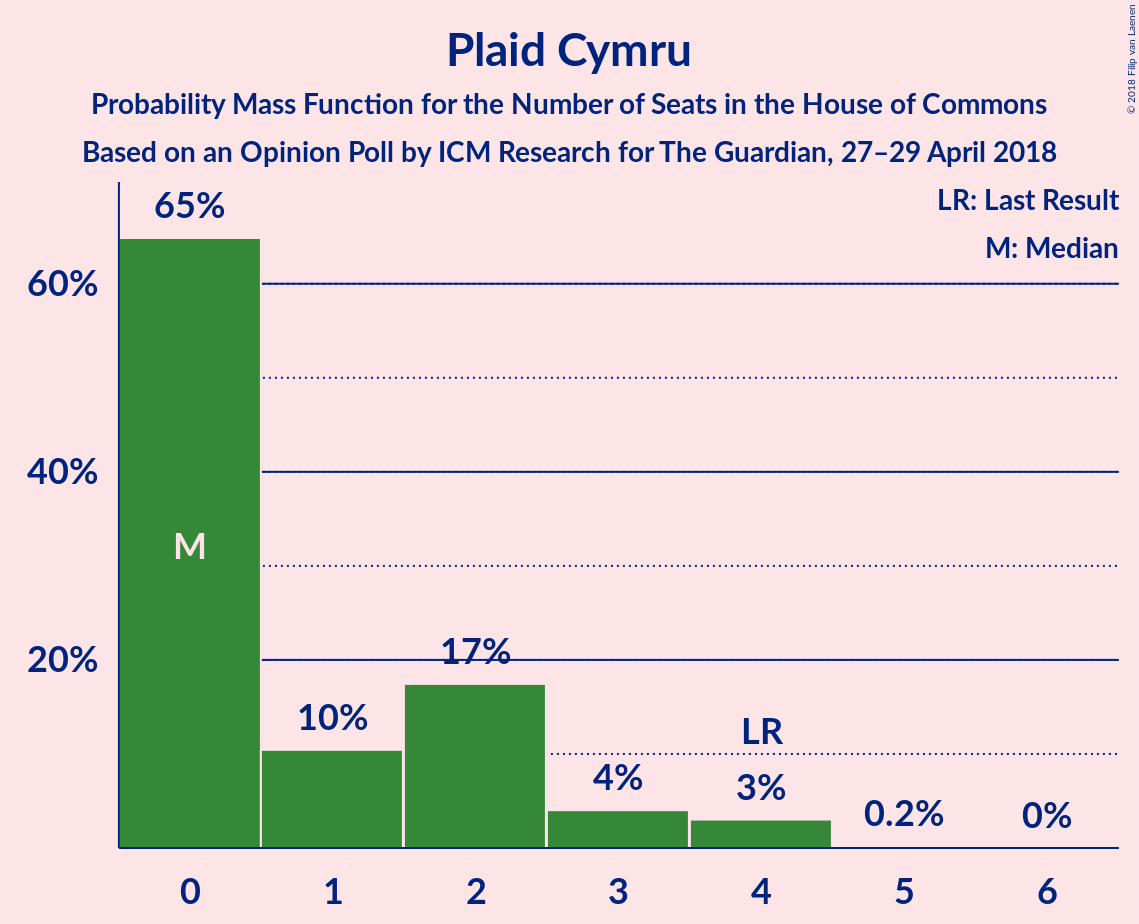 Plaid Cymru
Probability Mass Function for the Number of Seats in the House of Commons
Based on an Opinion Poll by ICM Research for The Guardian, 27–29 April 2018
© 2018 Filip van Laenen
LR: Last Result
M: Median
65%
60%
40%
M
20%
17%
10%
LR
4%
3%
0.2%
0%
0 1 2 3 4 5 6